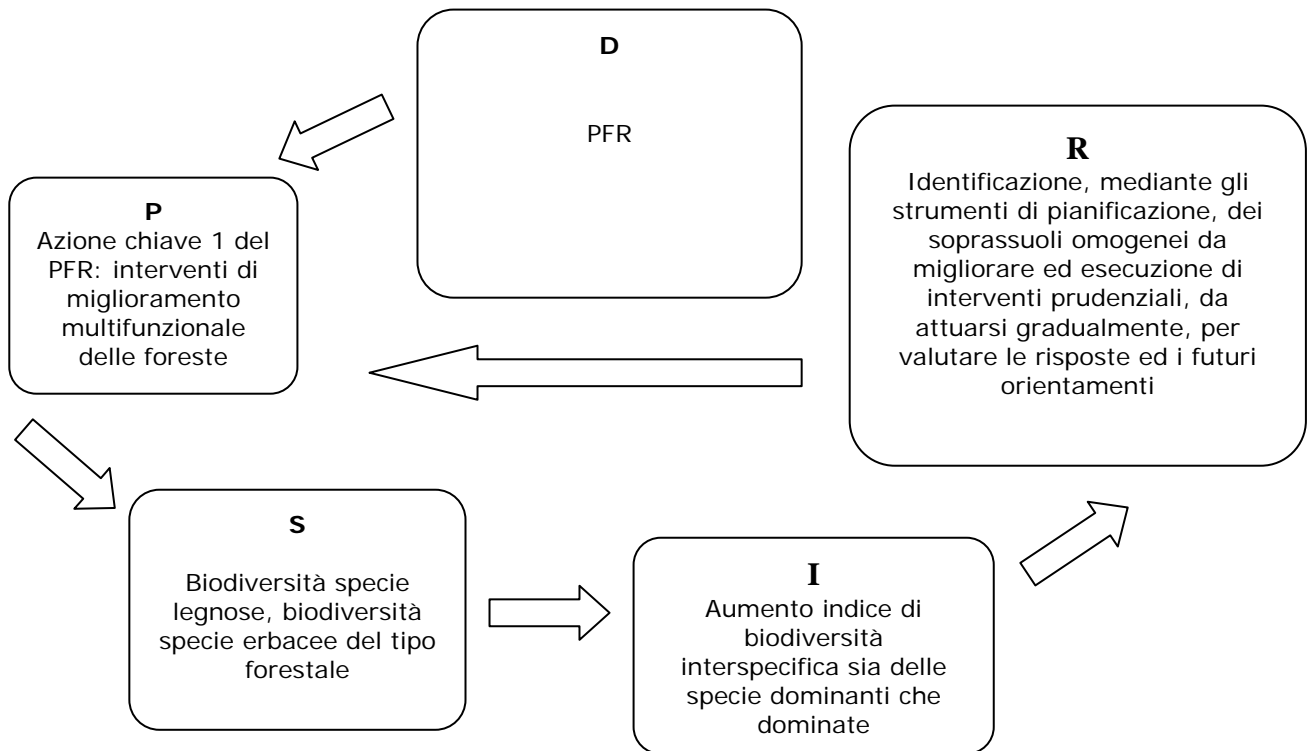 D
PFR
P
Azione chiave 1 del
PFR: interventi di
miglioramento
multifunzionale
delle foreste
S
Biodiversità specie
legnose, biodiversità
specie erbacee del tipo
forestale
I
Aumento indice di
biodiversità
interspecifica sia delle
specie dominanti che
dominate
R
Identificazione, mediante gli
strumenti di pianificazione, dei
soprassuoli omogenei da
migliorare ed esecuzione di
interventi prudenziali, da
attuarsi gradualmente, per
valutare le risposte ed i futuri
orientamenti